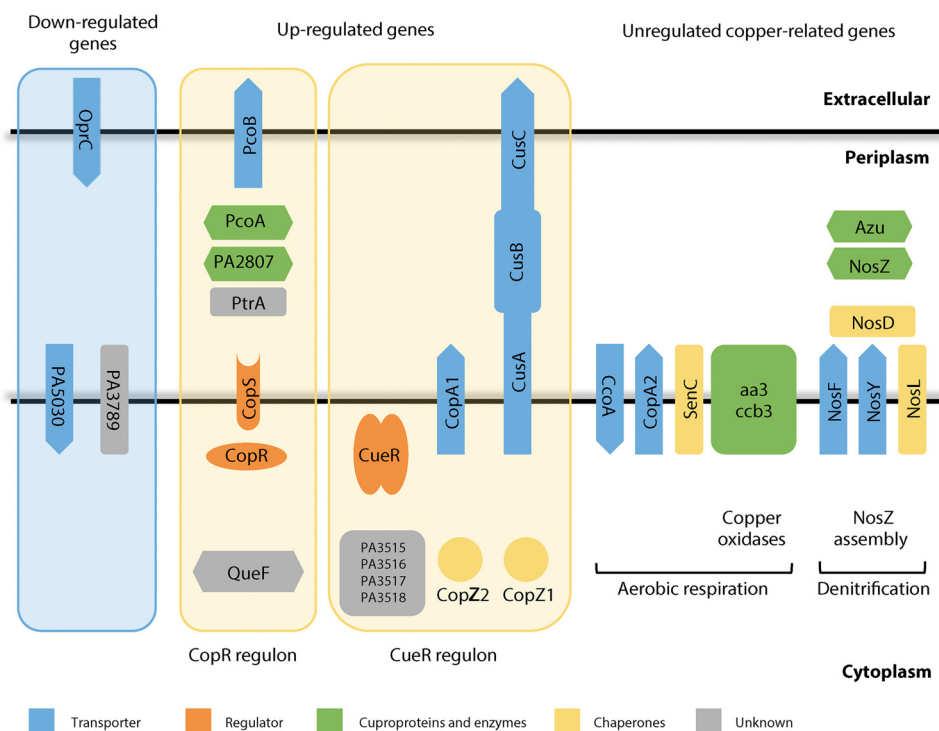 Down-regulated
genes
Up-regulated genes
Unregulated copper-related genes
Extracellular
Periplasm
OprC
PcoB
CusC
PcoA
PA2807
PtrA
CusB
Azu
NosZ
NosD
PA5030
PA3789
CopS
CopR
CueR
CopA1
CusA
CcoA
CopA2
SenC
aa3
ccb3
NosF
NosY
NosL
QueF
PA3515
PA3516
PA3517
PA3518
CopZ2
CopZ1
Copper
oxidases
NosZ
assembly
Aerobic respiration
Denitrification
CopR regulon
CueR regulon
Cytoplasm
Transporter
Regulator
Cuproproteins and enzymes
Chaperones
Unknown